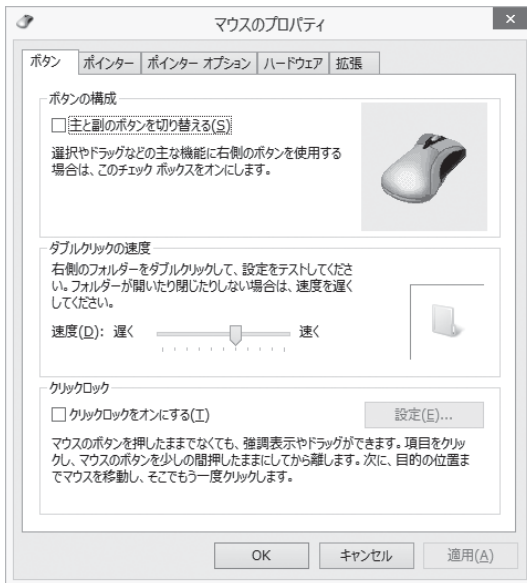 マウスのプロパティ
ボタン ポインター ポインター オプション ハードウェア 拡張
ボタンの構成
主と副のボタンを切り替える(S)
選択やドラッグなどの主な機能に右側のボタンを使用する
場合は、このチェック ボックスをオンにします。
ダブルクリックの速度
右側のフォルダーをダブルクリックして、設定をテストしてくださ
い。フォルダーが開いたり閉じたりしない場合は、速度を遅く
してください。
速度(D): 遅く 速く
クリックロック
クリックロックをオンにする(T) 設定(E)...
マウスのボタンを押したままでなくても、強調表示やドラッグができます。項目をクリッ
クし、マウスのボタンを少しの間押したままにしてから離します。次に、目的の位置ま
でマウスを移動し、そこでもう一度クリックします。
OK キャンセル 適用(A)